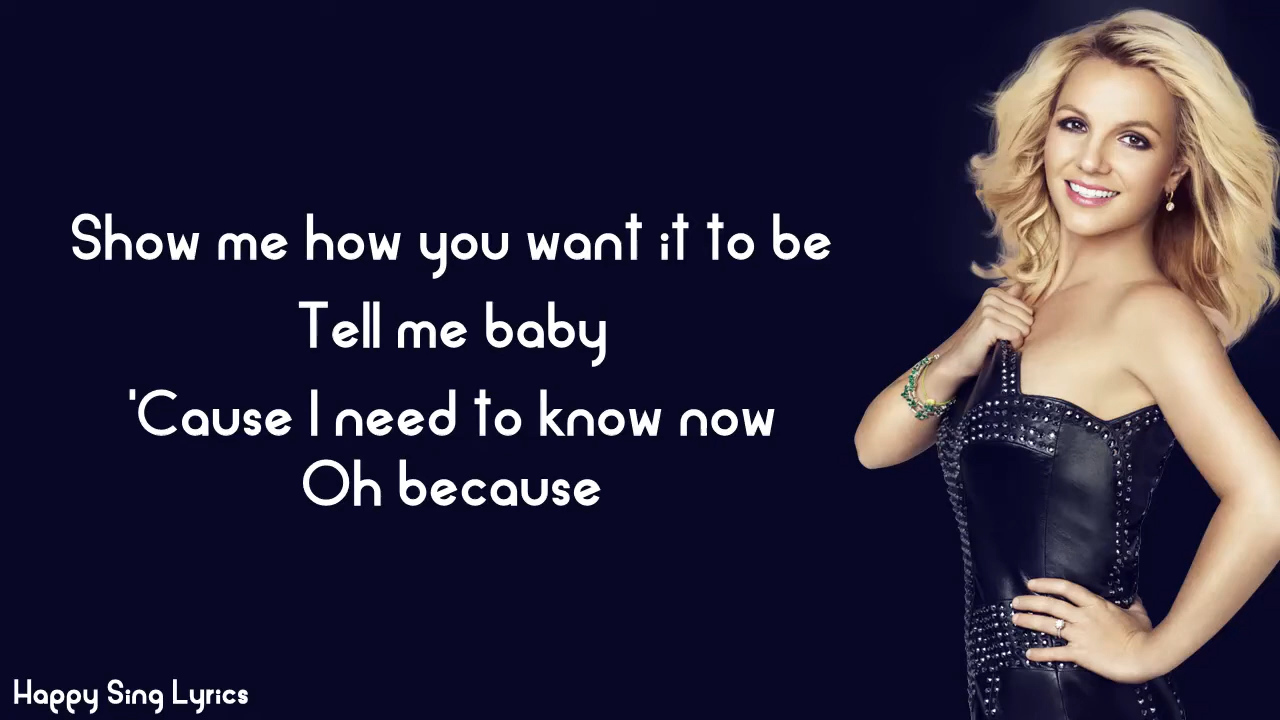 Show me how you want it to be
Tell me baby
'Cause I need to know now
Oh because
Happy Sing Lyrics